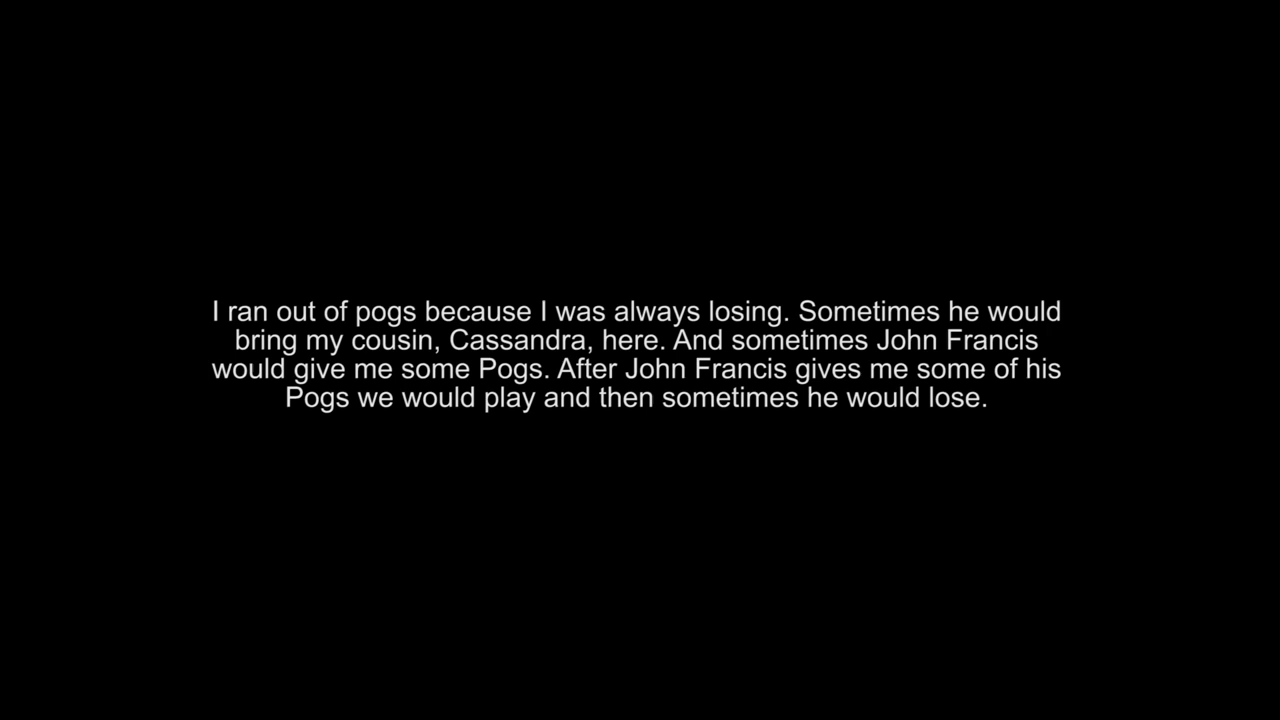 I ran out of pogs because I was always losing. Sometimes he would
bring my cousin, Cassandra, here. And sometimes John Francis
would give me some Pogs. After John Francis gives me some of his
Pogs we would play and then sometimes he would lose.